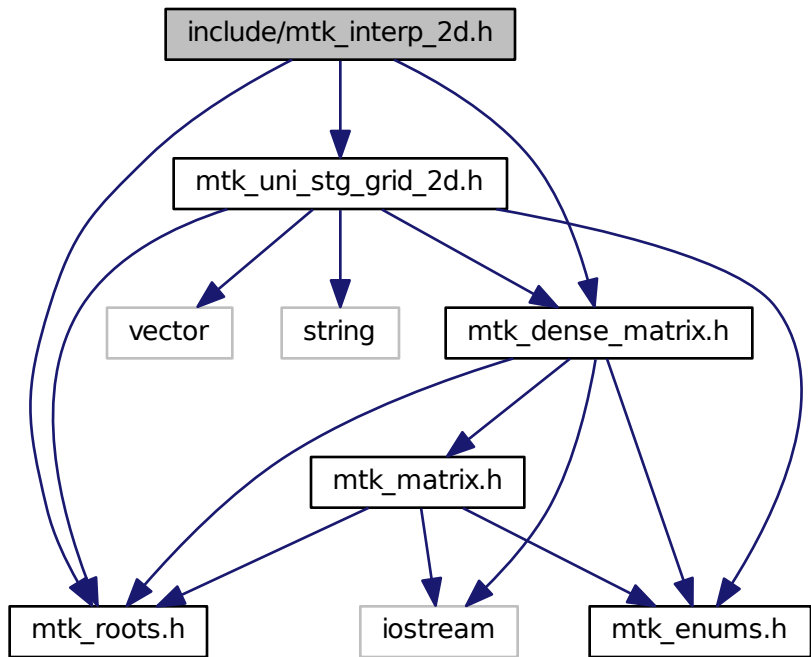 include/mtk_interp_2d.h
mtk_uni_stg_grid_2d.h
vector
string
mtk_dense_matrix.h
mtk_matrix.h
mtk_roots.h
iostream
mtk_enums.h